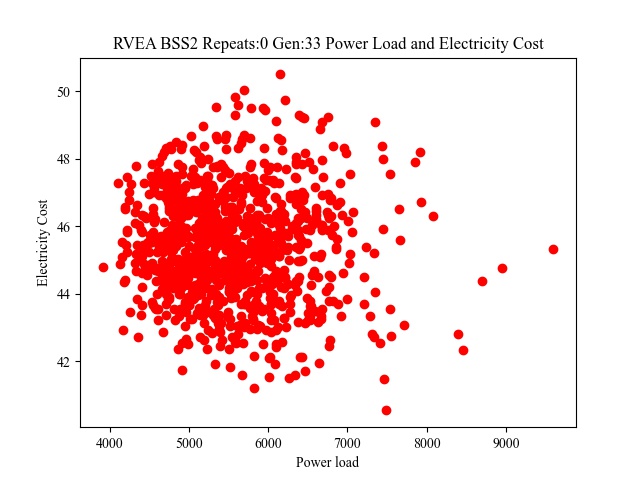 RVEA BSS2 Repeats:0 Gen:33 Power Load and Electricity Cost
50
48
46
44
42
Electricity Cost
4000 5000 6000 7000 8000 9000
Power load